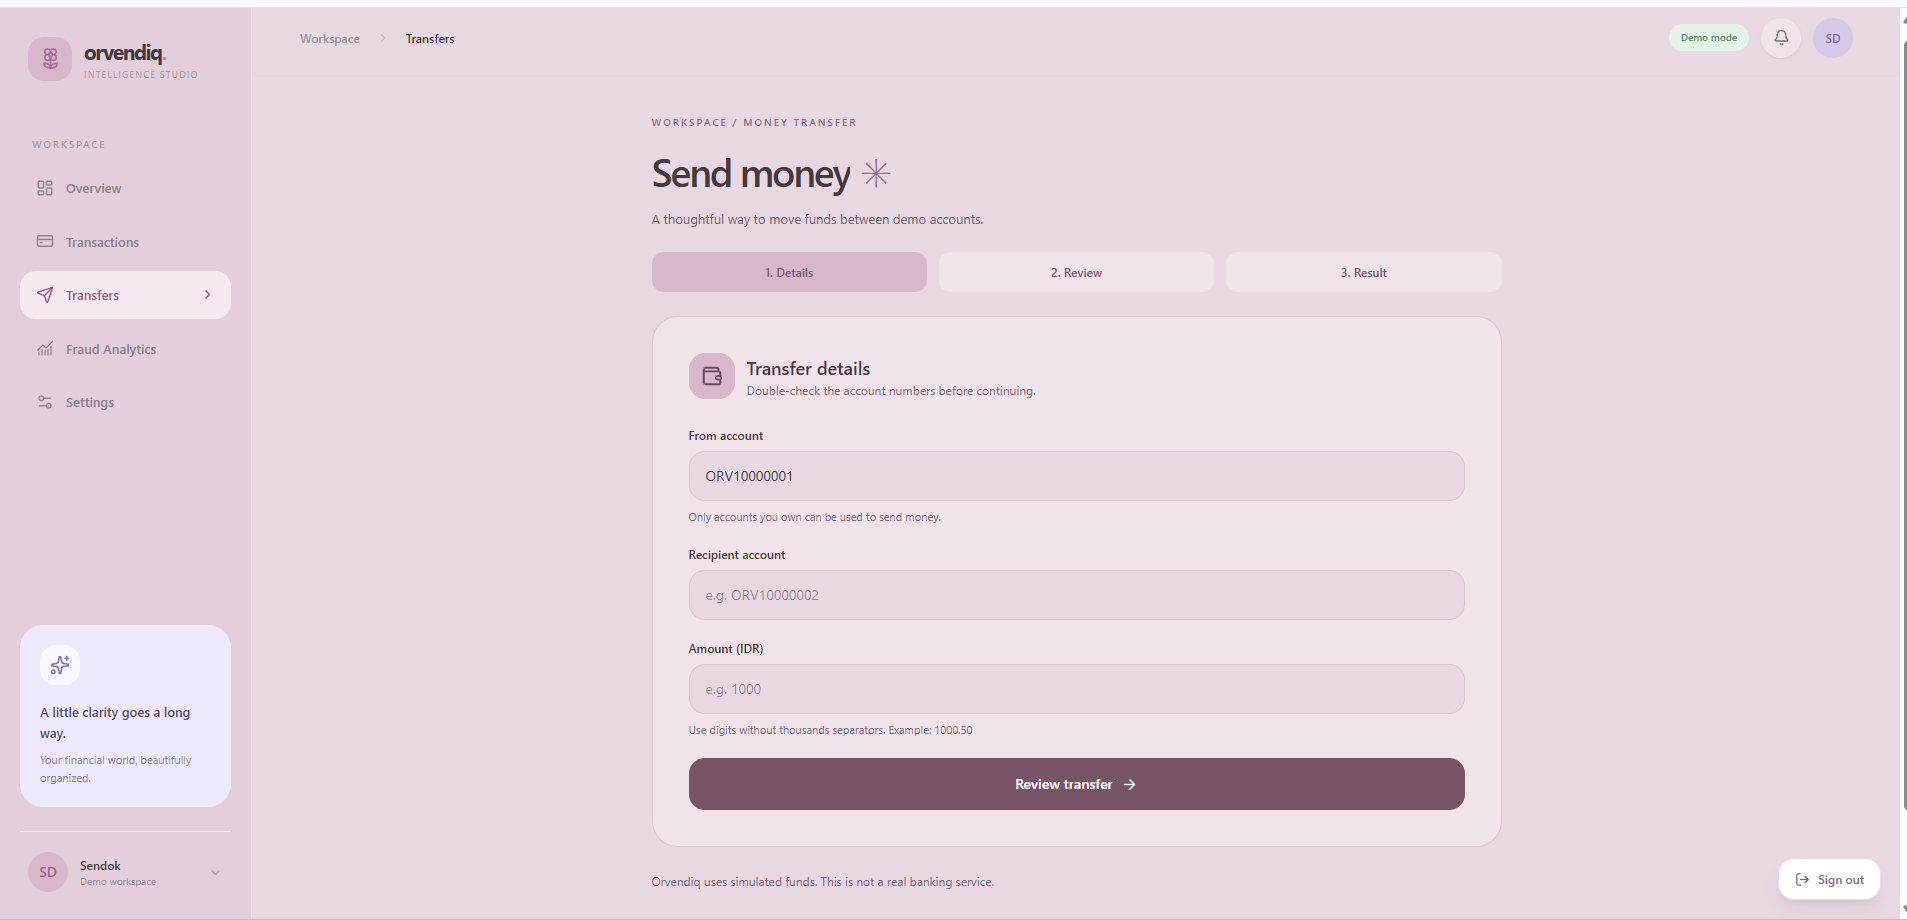 orvendiq.
INTELLIGENCE STUDIO
WORKSPACE
Overview
Transactions
Transfers
Fraud Analytics
Settings
A little clarity goes a long
way.
Your financial world, beautifully
organized.
SD
Sendok
Demo workspace
Workspace
Transfers
Demo mode
SD
WORKSPACE / MONEY TRANSFER
Send money
A thoughtful way to move funds between demo accounts.
1. Details
2. Review
3. Result
Transfer details
Double-check the account numbers before continuing.
From account
ORV10000001
Only accounts you own can be used to send money.
Recipient account
e.g. ORV10000002
Amount (IDR)
e.g. 1000
Use digits without thousands separators. Example: 1000.50
Review transfer
Orvendiq uses simulated funds. This is not a real banking service.
Sign out